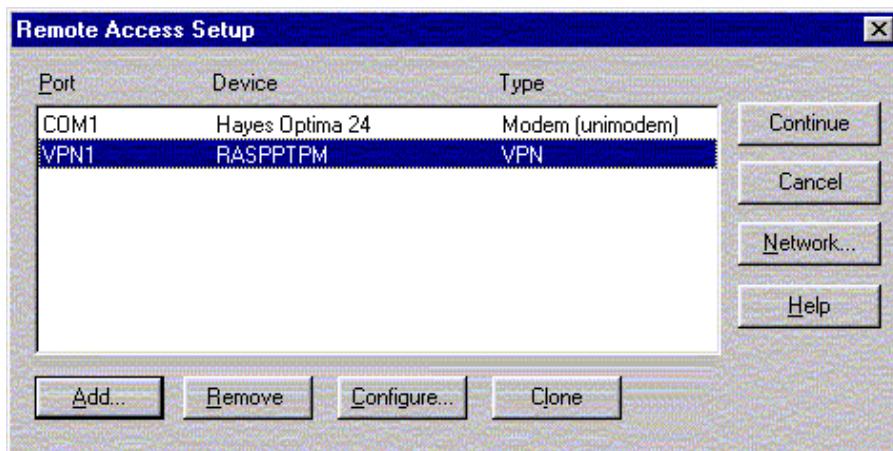 Remote Access Setup
Port Device Type
COM1 Hayes Optima 24 Modem (unimodem)
VPN1 RASPPTPM VPN
Continue
Cancel
Network...
Help
Add... Remove Configure... Clone